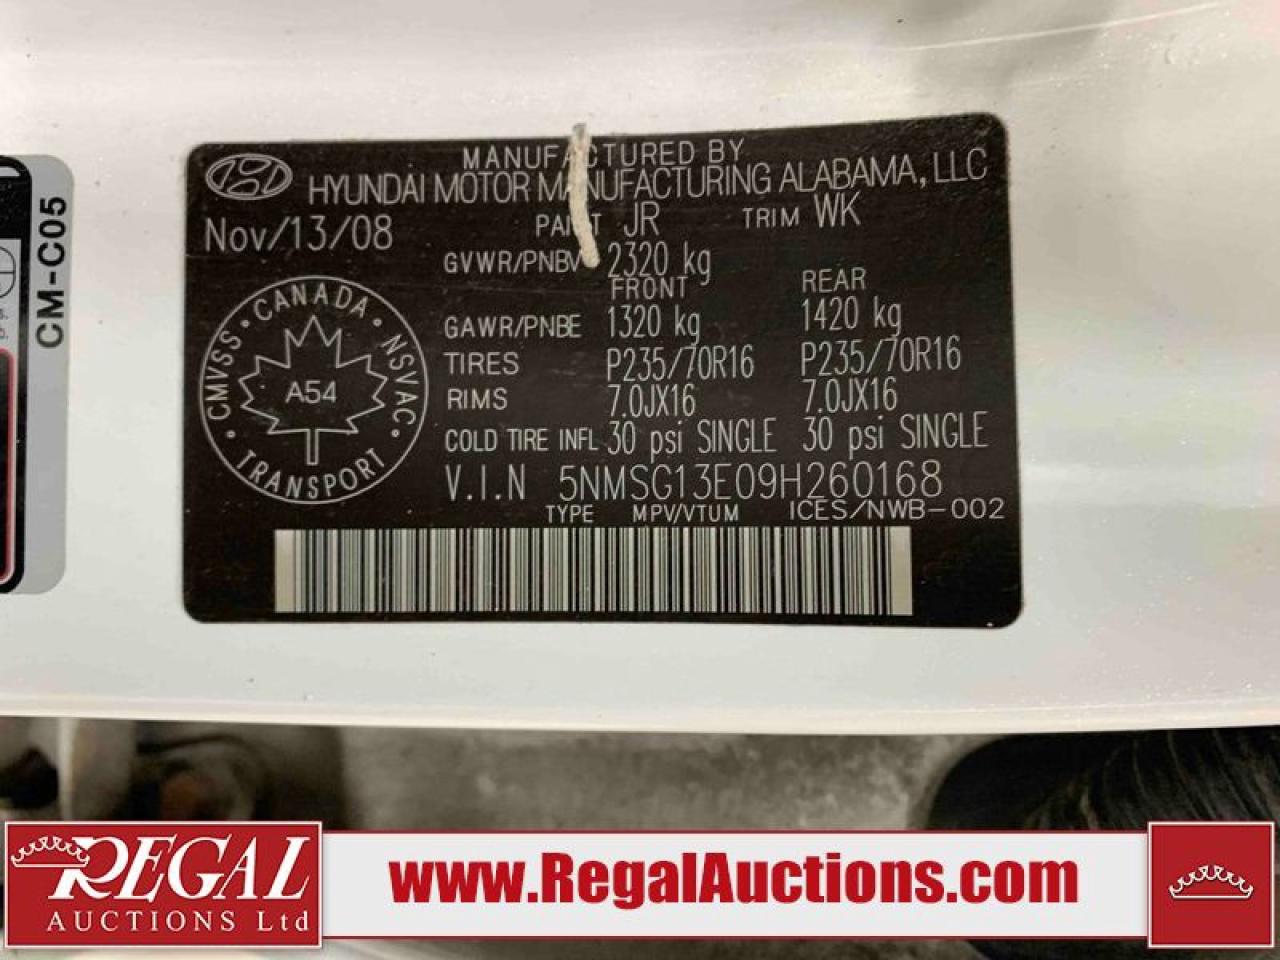 MANUFACTURED BY
HYUNDAI MOTOR MANUFACTURING ALABAMA, LLC
Nov/13/08 PAINT JR TRIM WK
GVWR/PNBV 2320 kg
FRONT REAR
GAWR/PNBE 1320 kg 1420 kg
TIRES P235/70R16 P235/70R16
RIMS 7.0JX16 7.0JX16
COLD TIRE INFL 30 psi SINGLE 30 psi SINGLE
V.I.N 5NMSG13E09H260168
TYPE MPV/VTUM ICES/NWB-002
CANADA • NSVAC • TRANSPORT • CMVSS •
A54
CM-C05
REGAL
AUCTIONS Ltd
www.RegalAuctions.com